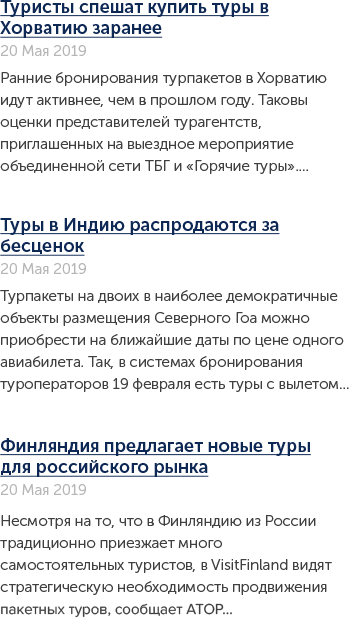 Туристы спешат купить туры в
Хорватию заранее
20 Мая 2019
Ранние бронирования турпакетов в Хорватию
идут активнее, чем в прошлом году. Таковы
оценки представителей турагентств,
приглашенных на выездное мероприятие
объединенной сети ТБГ и «Горячие туры»....
Туры в Индию распродаются за
бесценок
20 Мая 2019
Турпакеты на двоих в наиболее демократичные
объекты размещения Северного Гоа можно
приобрести на ближайшие даты по цене одного
авиабилета. Так, в системах бронирования
туроператоров 19 февраля есть туры с вылетом...
Финляндия предлагает новые туры
для российского рынка
20 Мая 2019
Несмотря на то, что в Финляндию из России
традиционно приезжает много
самостоятельных туристов, в VisitFinland видят
стратегическую необходимость продвижения
пакетных туров, сообщает АТОР...